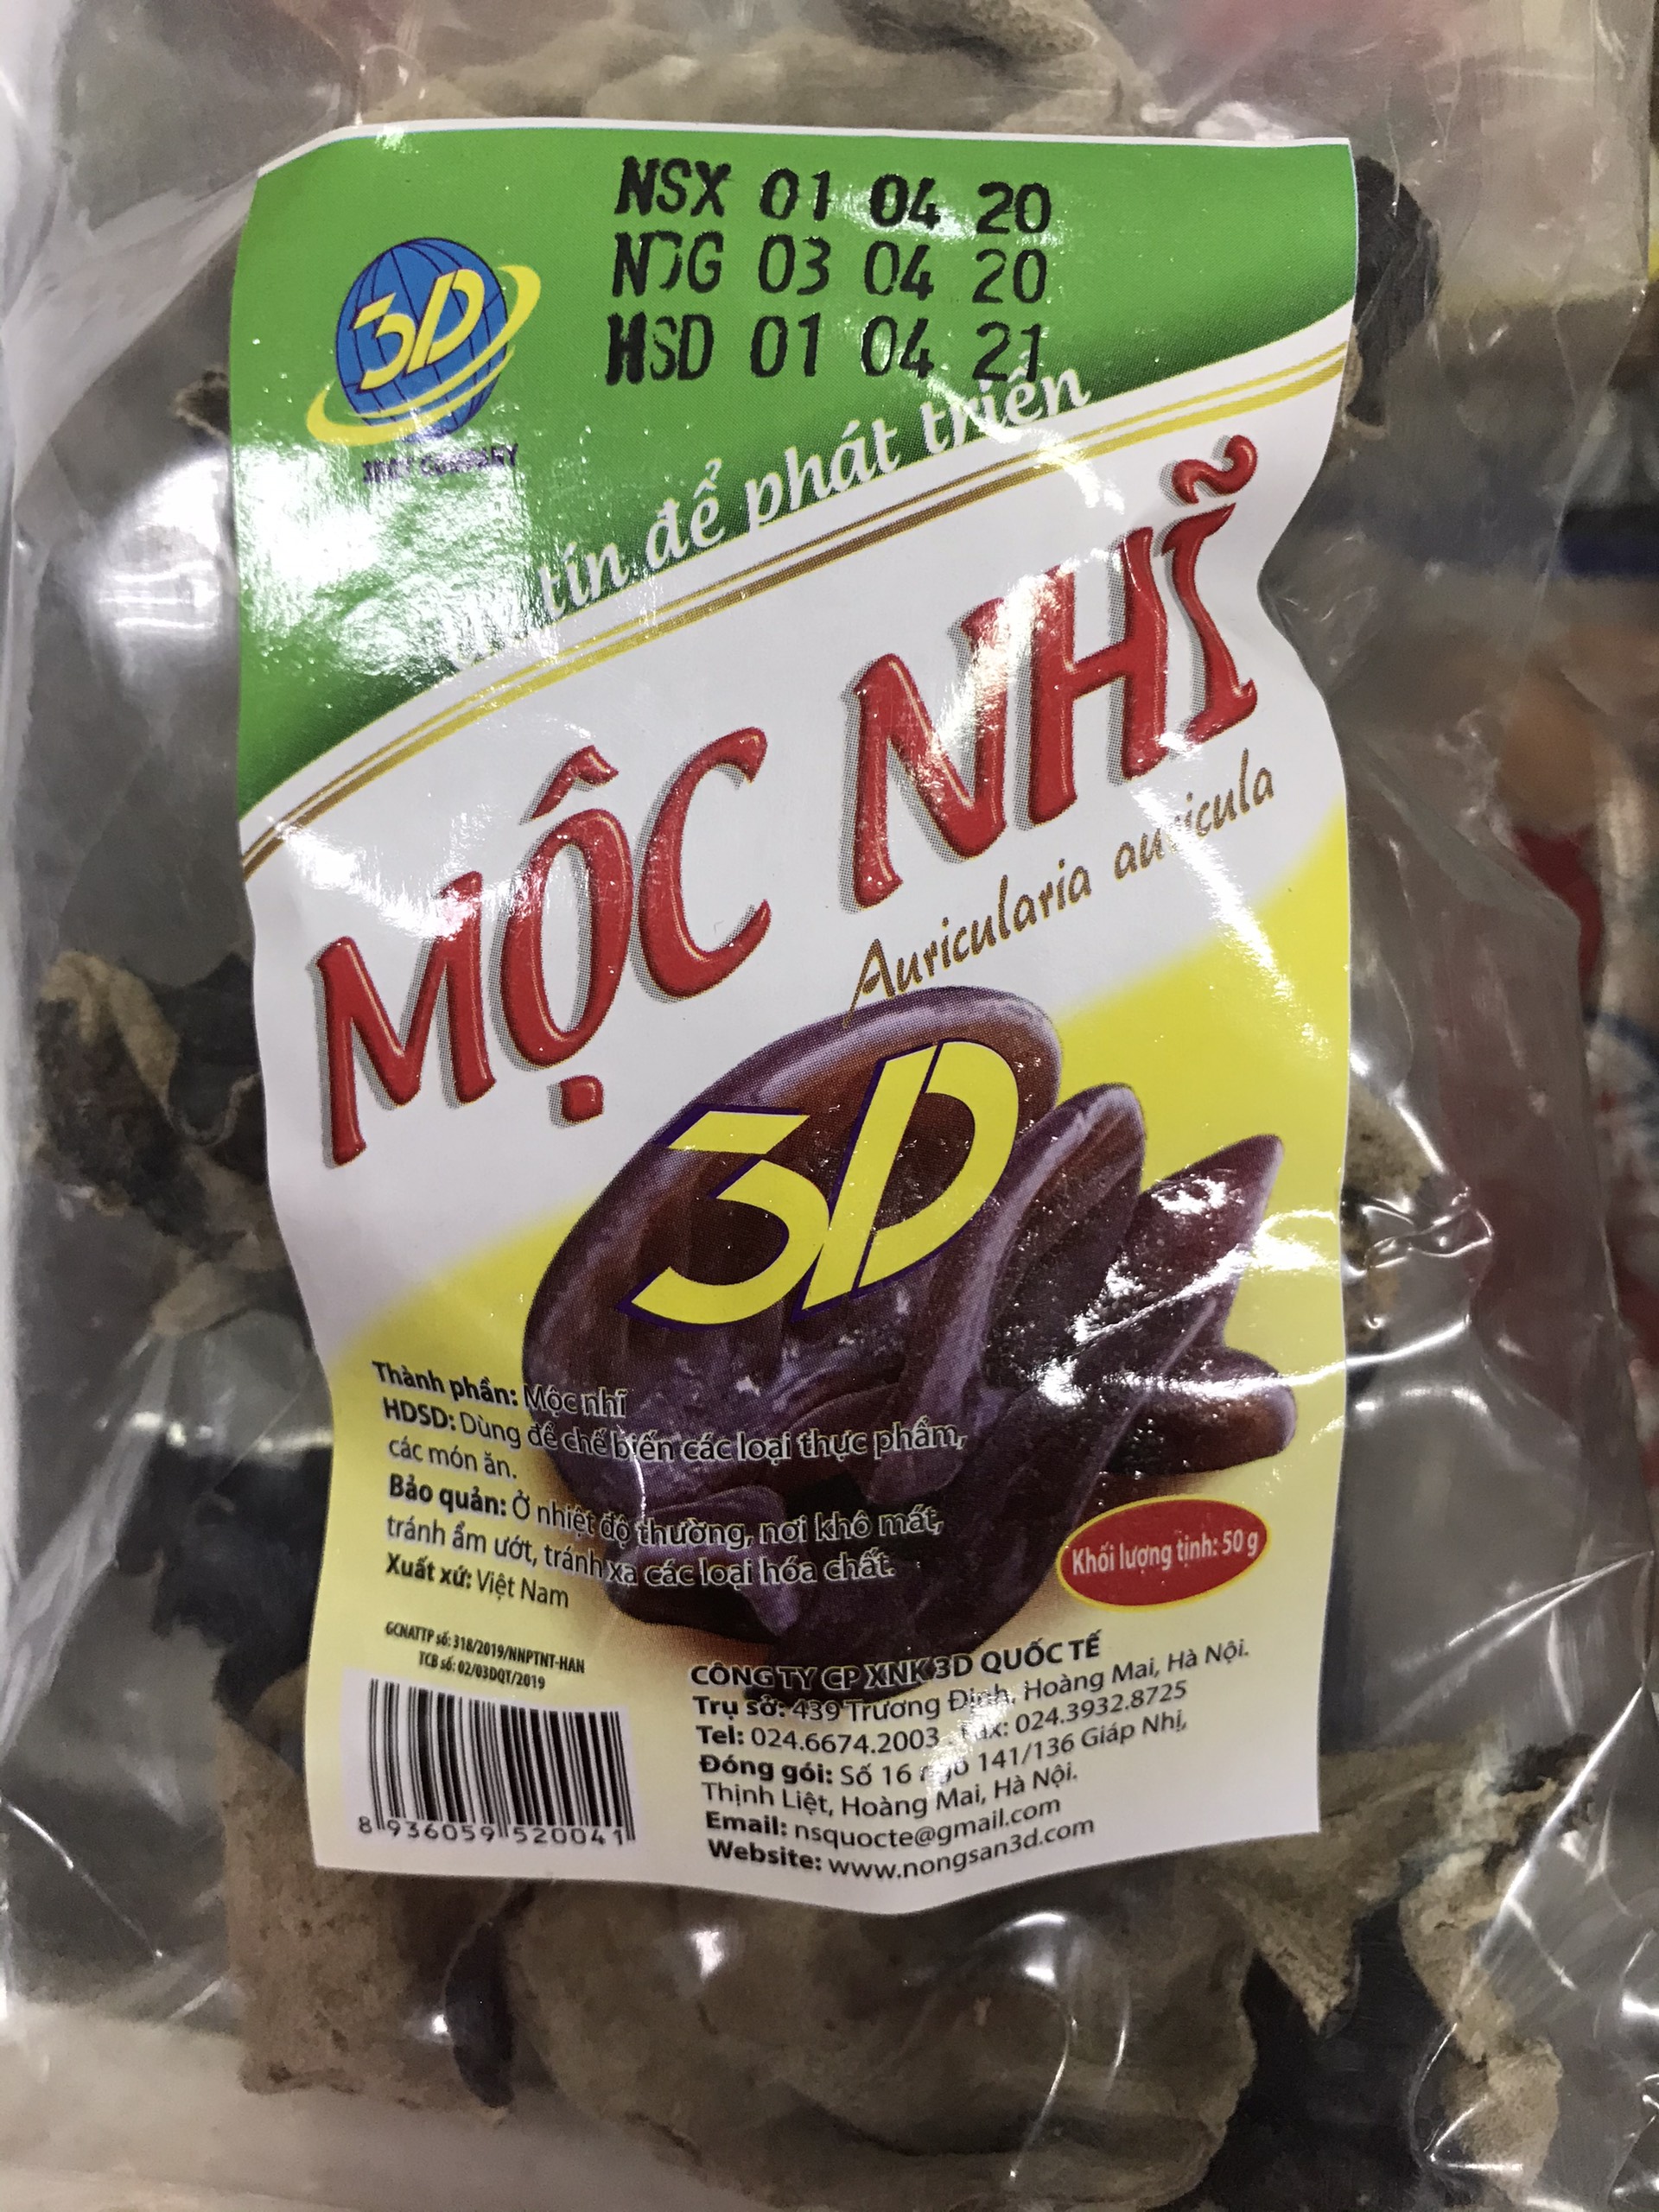 NSX 01 04 20
NĐG 03 04 20
HSD 01 04 21
3D
tín để phát triển
MỘC NHĨ
Auricularia auricula
3D
Thành phần: Mộc nhĩ
HDSD: Dùng để chế biến các loại thực phẩm,
các món ăn.
Bảo quản: Ở nhiệt độ thường, nơi khô mát,
tránh ẩm ướt, tránh xa các loại hóa chất.
Xuất xứ: Việt Nam
Khối lượng tịnh: 50 g
GCNATTP số: 318/2019/NNPTNT-HAN
TCB số: 02/03DQT/2019
8 936059 520041
CÔNG TY CP XNK 3D QUỐC TẾ
Trụ sở: 439 Trương Định, Hoàng Mai, Hà Nội.
Tel: 024.6674.2003 Fax: 024.3932.8725
Đóng gói: Số 16 ngõ 141/136 Giáp Nhị,
Thịnh Liệt, Hoàng Mai, Hà Nội.
Email: nsquocte@gmail.com
Website: www.nongsan3d.com